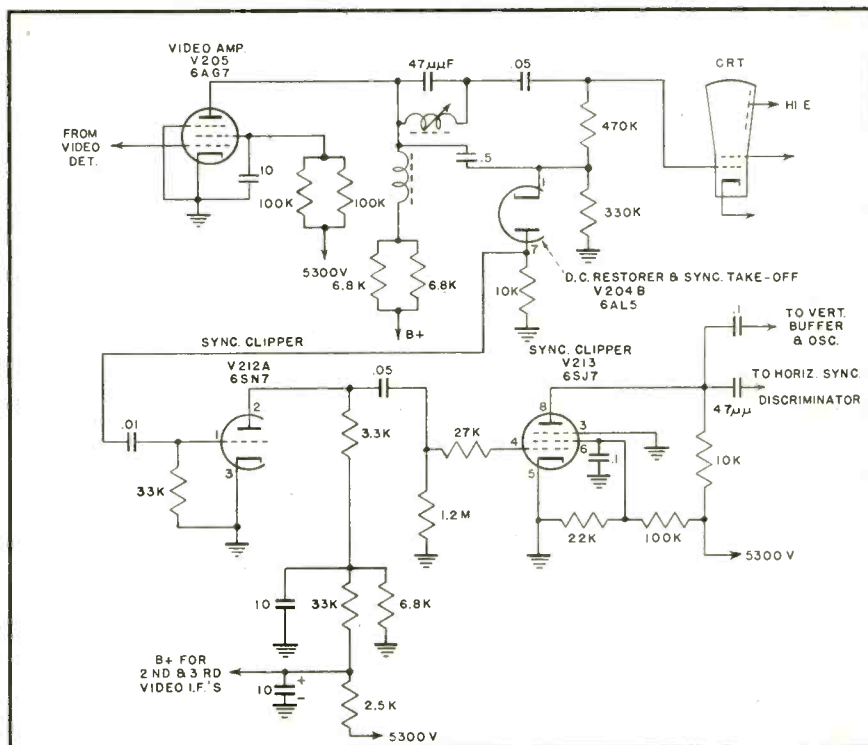 VIDEO AMP.
V205
6AG7
47µµF
.05
CRT
HI E
FROM
VIDEO
DET.
10
100K
100K
5300V
.5
470K
330K
1
7
10K
6.8K
6.8K
B+
D.C. RESTORER & SYNC. TAKE-OFF
V204B
6AL5
SYNC. CLIPPER
V212A
6SN7
.05
SYNC. CLIPPER
V213
6SJ7
.1
TO VERT.
BUFFER
& OSC.
TO HORIZ. SYNC.
47µµ
DISCRIMINATOR
.01
1
2
3
33K
3.3K
27K
1.2M
8
3
4
6
5
.1
10K
22K
100K
5300V
10
33K
6.8K
B+ FOR
2ND & 3RD
VIDEO I.F.'S
10
+
-
2.5K
5300V